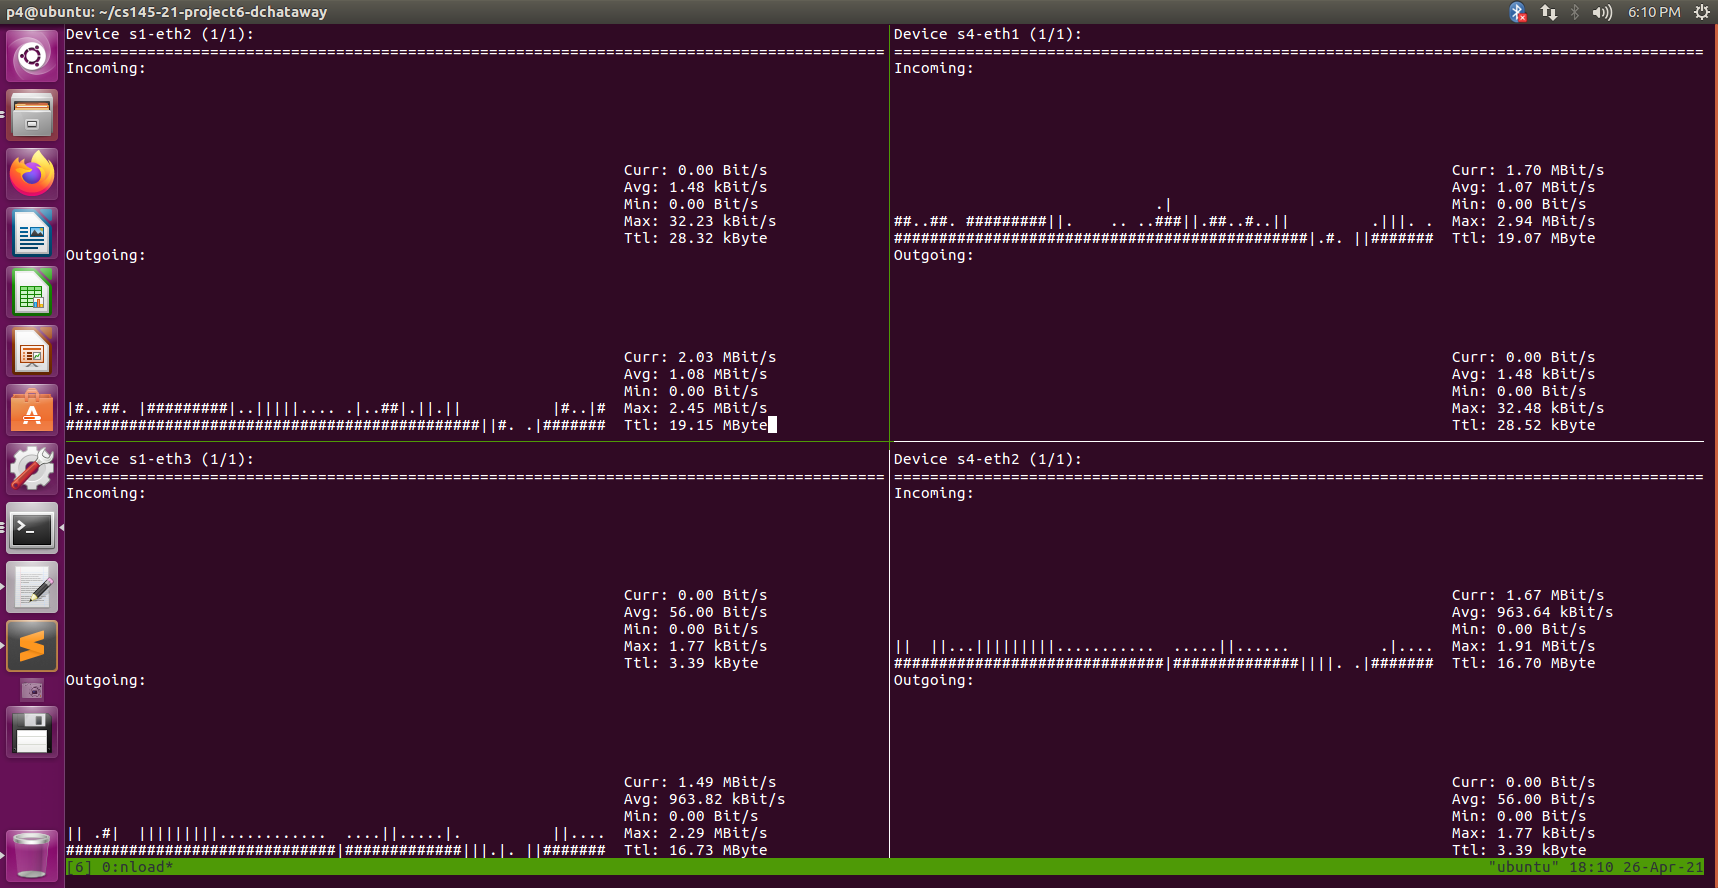 p4@ubuntu: ~/cs145-21-project6-dchataway
6:10 PM
Device s1-eth2 (1/1):
Incoming:
Curr: 0.00 Bit/s
Avg: 1.48 kBit/s
Min: 0.00 Bit/s
Max: 32.23 kBit/s
Ttl: 28.32 kByte
Outgoing:
Curr: 2.03 MBit/s
Avg: 1.08 MBit/s
Min: 0.00 Bit/s
Max: 2.45 MBit/s
Ttl: 19.15 MByte
Device s4-eth1 (1/1):
Incoming:
Curr: 1.70 MBit/s
Avg: 1.07 MBit/s
Min: 0.00 Bit/s
Max: 2.94 MBit/s
Ttl: 19.07 MByte
Outgoing:
Curr: 0.00 Bit/s
Avg: 1.48 kBit/s
Min: 0.00 Bit/s
Max: 32.48 kBit/s
Ttl: 28.52 kByte
Device s1-eth3 (1/1):
Incoming:
Curr: 0.00 Bit/s
Avg: 56.00 Bit/s
Min: 0.00 Bit/s
Max: 1.77 kBit/s
Ttl: 3.39 kByte
Outgoing:
Curr: 1.49 MBit/s
Avg: 963.82 kBit/s
Min: 0.00 Bit/s
Max: 2.29 MBit/s
Ttl: 16.73 MByte
Device s4-eth2 (1/1):
Incoming:
Curr: 1.67 MBit/s
Avg: 963.64 kBit/s
Min: 0.00 Bit/s
Max: 1.91 MBit/s
Ttl: 16.70 MByte
Outgoing:
Curr: 0.00 Bit/s
Avg: 56.00 Bit/s
Min: 0.00 Bit/s
Max: 1.77 kBit/s
Ttl: 3.39 kByte
[6] 0:nload*
"ubuntu" 18:10 26-Apr-21